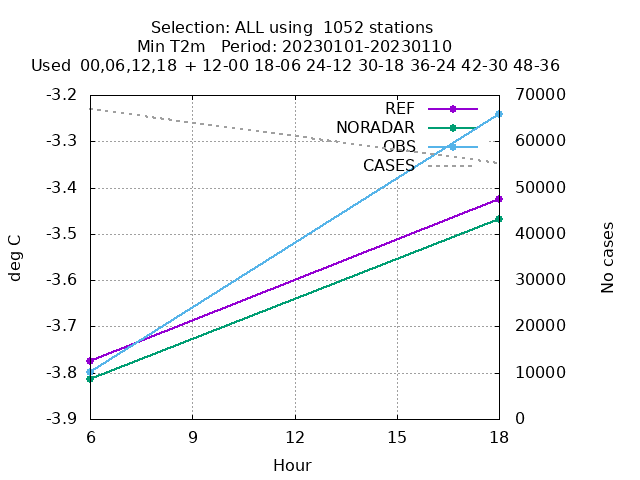 Selection: ALL using  1052 stations
Min T2m   Period: 20230101-20230110
Used  00,06,12,18 + 12-00 18-06 24-12 30-18 36-24 42-30 48-36
-3.2
-3.3
-3.4
-3.5
-3.6
-3.7
-3.8
-3.9
deg C
REF
NORADAR
OBS
CASES
70000
60000
50000
40000
30000
20000
10000
0
No cases
6
9
12
15
18
Hour